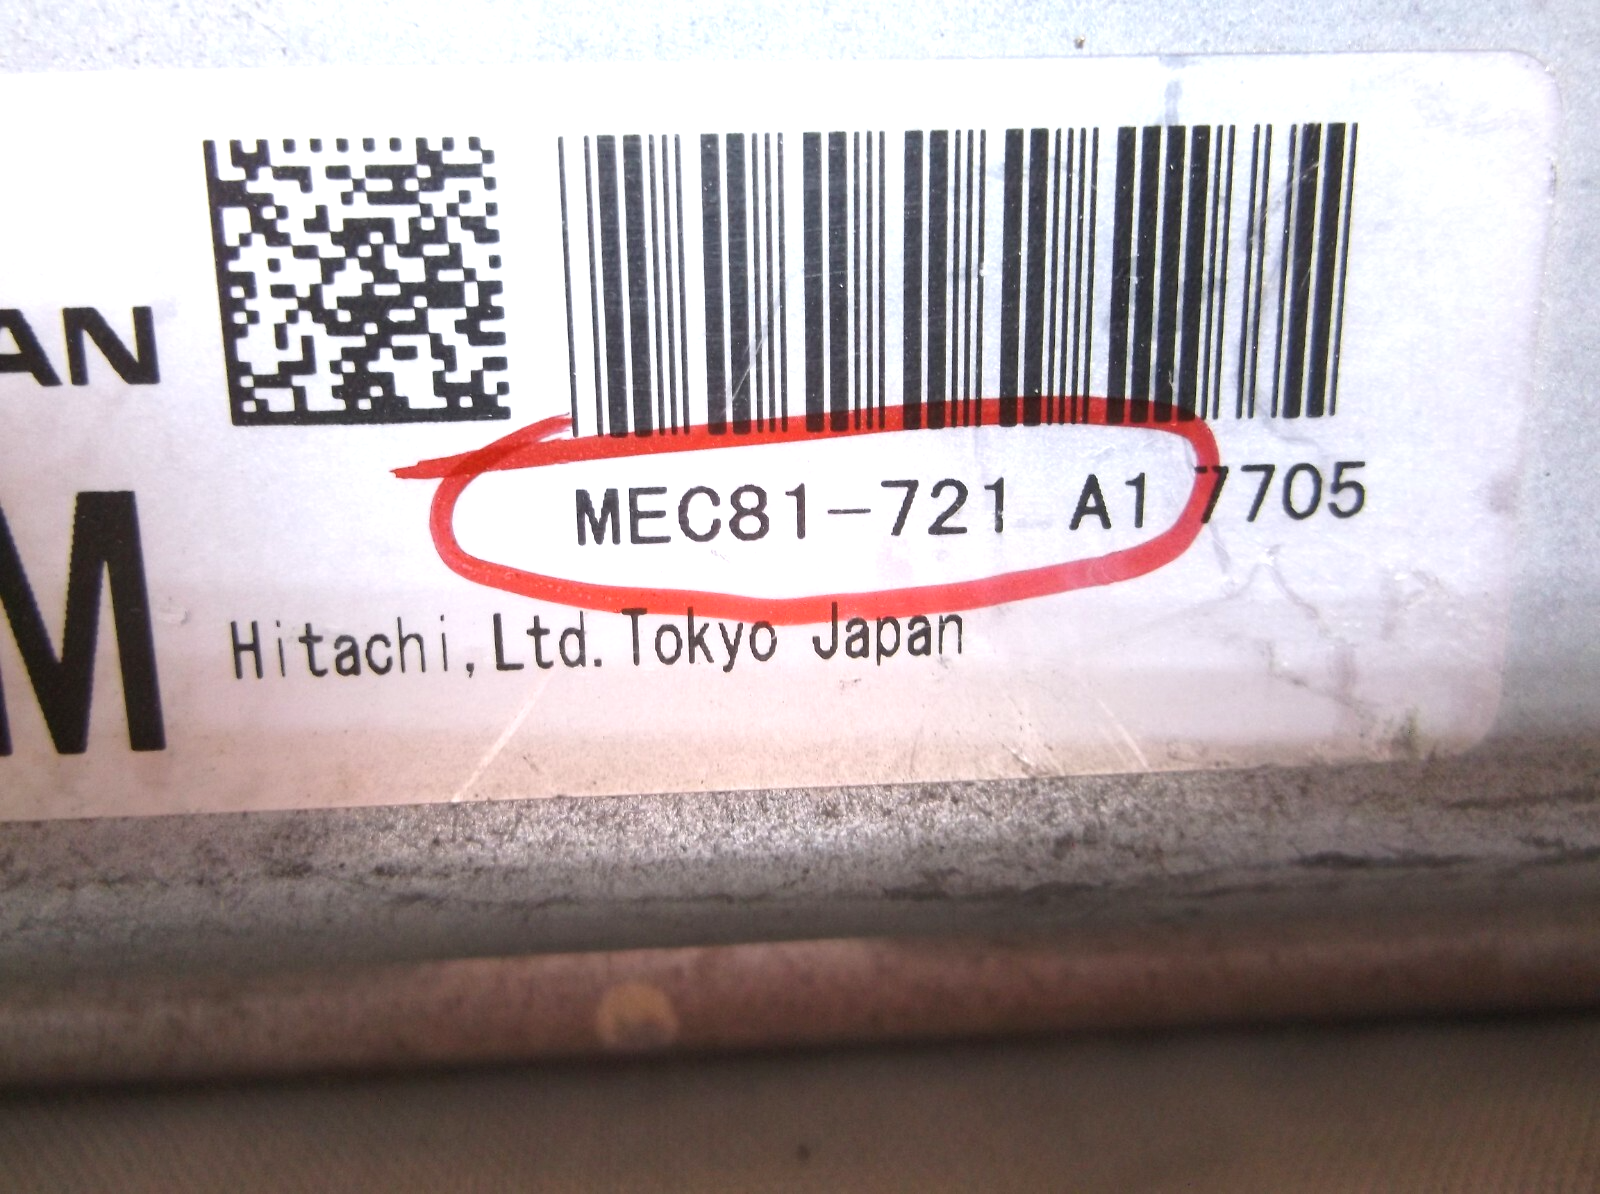 AN
M
MEC81-721 A1 7705
Hitachi, Ltd. Tokyo Japan